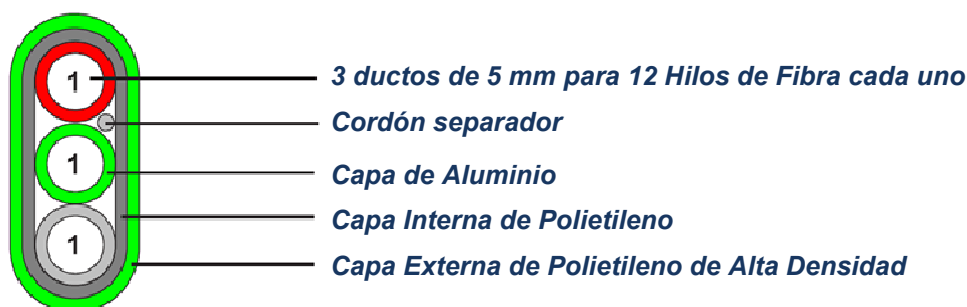 1
3 ductos de 5 mm para 12 Hilos de Fibra cada uno
Cordón separador
1
Capa de Aluminio
Capa Interna de Polietileno
1
Capa Externa de Polietileno de Alta Densidad